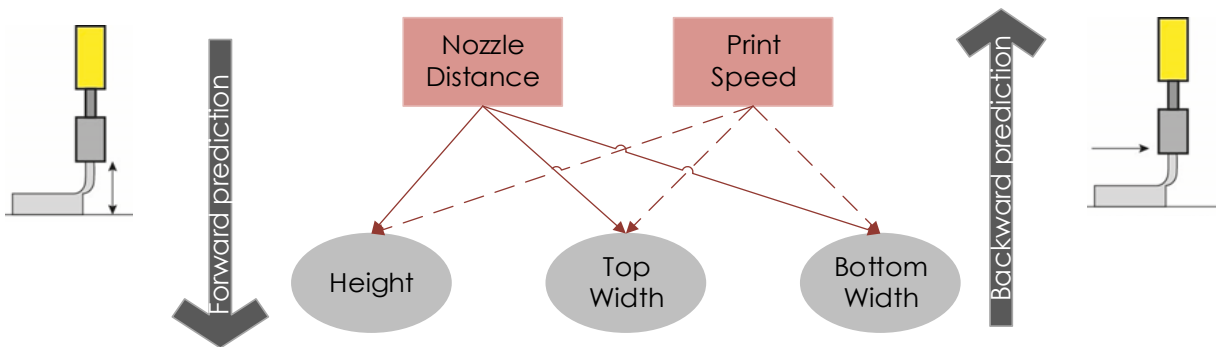 Forward prediction
Nozzle
Distance
Print
Speed
Height
Top
Width
Bottom
Width
Backward prediction